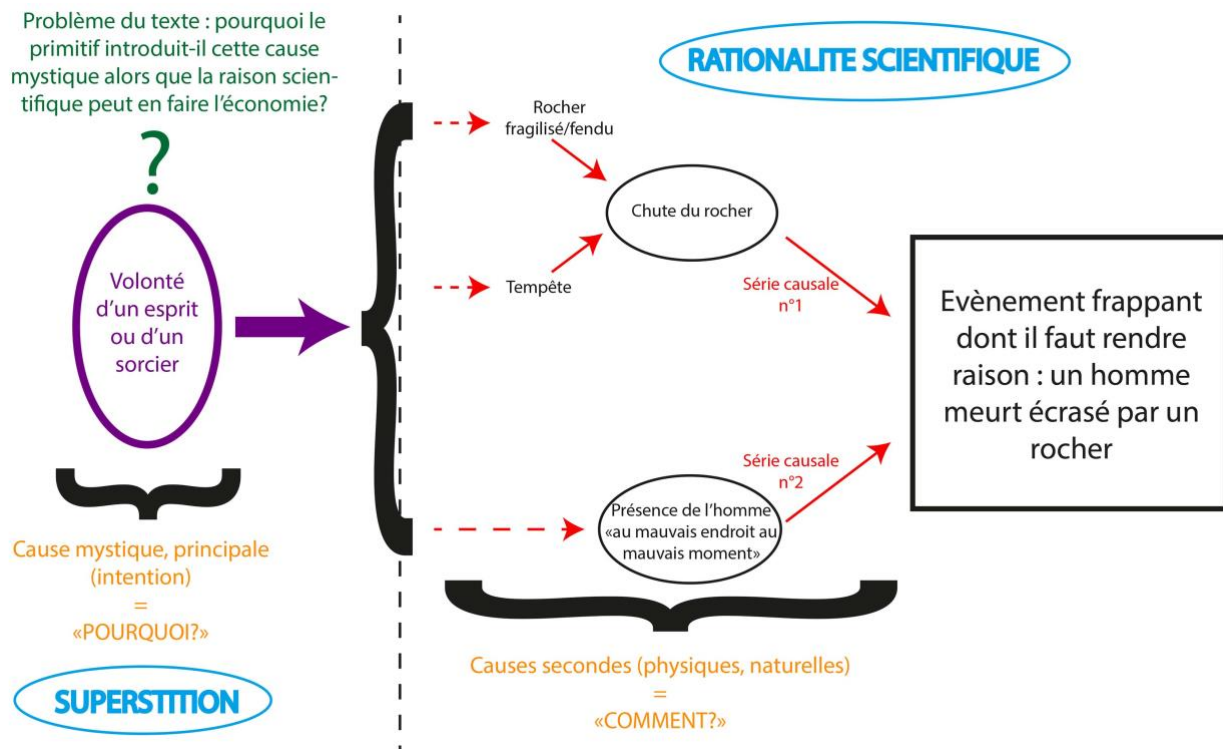 Problème du texte : pourquoi le
primitif introduit-il cette cause
mystique alors que la raison scien-
tifique peut en faire l'économie?
?
Volonté
d'un esprit
ou d'un
sorcier
Cause mystique, principale
(intention)
=
«POURQUOI?»
SUPERSTITION
RATIONALITE SCIENTIFIQUE
Rocher
fragilisé/fendu
Chute du rocher
Tempête
Série causale
n°1
Evènement frappant
dont il faut rendre
raison : un homme
meurt écrasé par un
rocher
Série causale
n°2
Présence de l'homme
«au mauvais endroit au
mauvais moment»
Causes secondes (physiques, naturelles)
=
«COMMENT?»